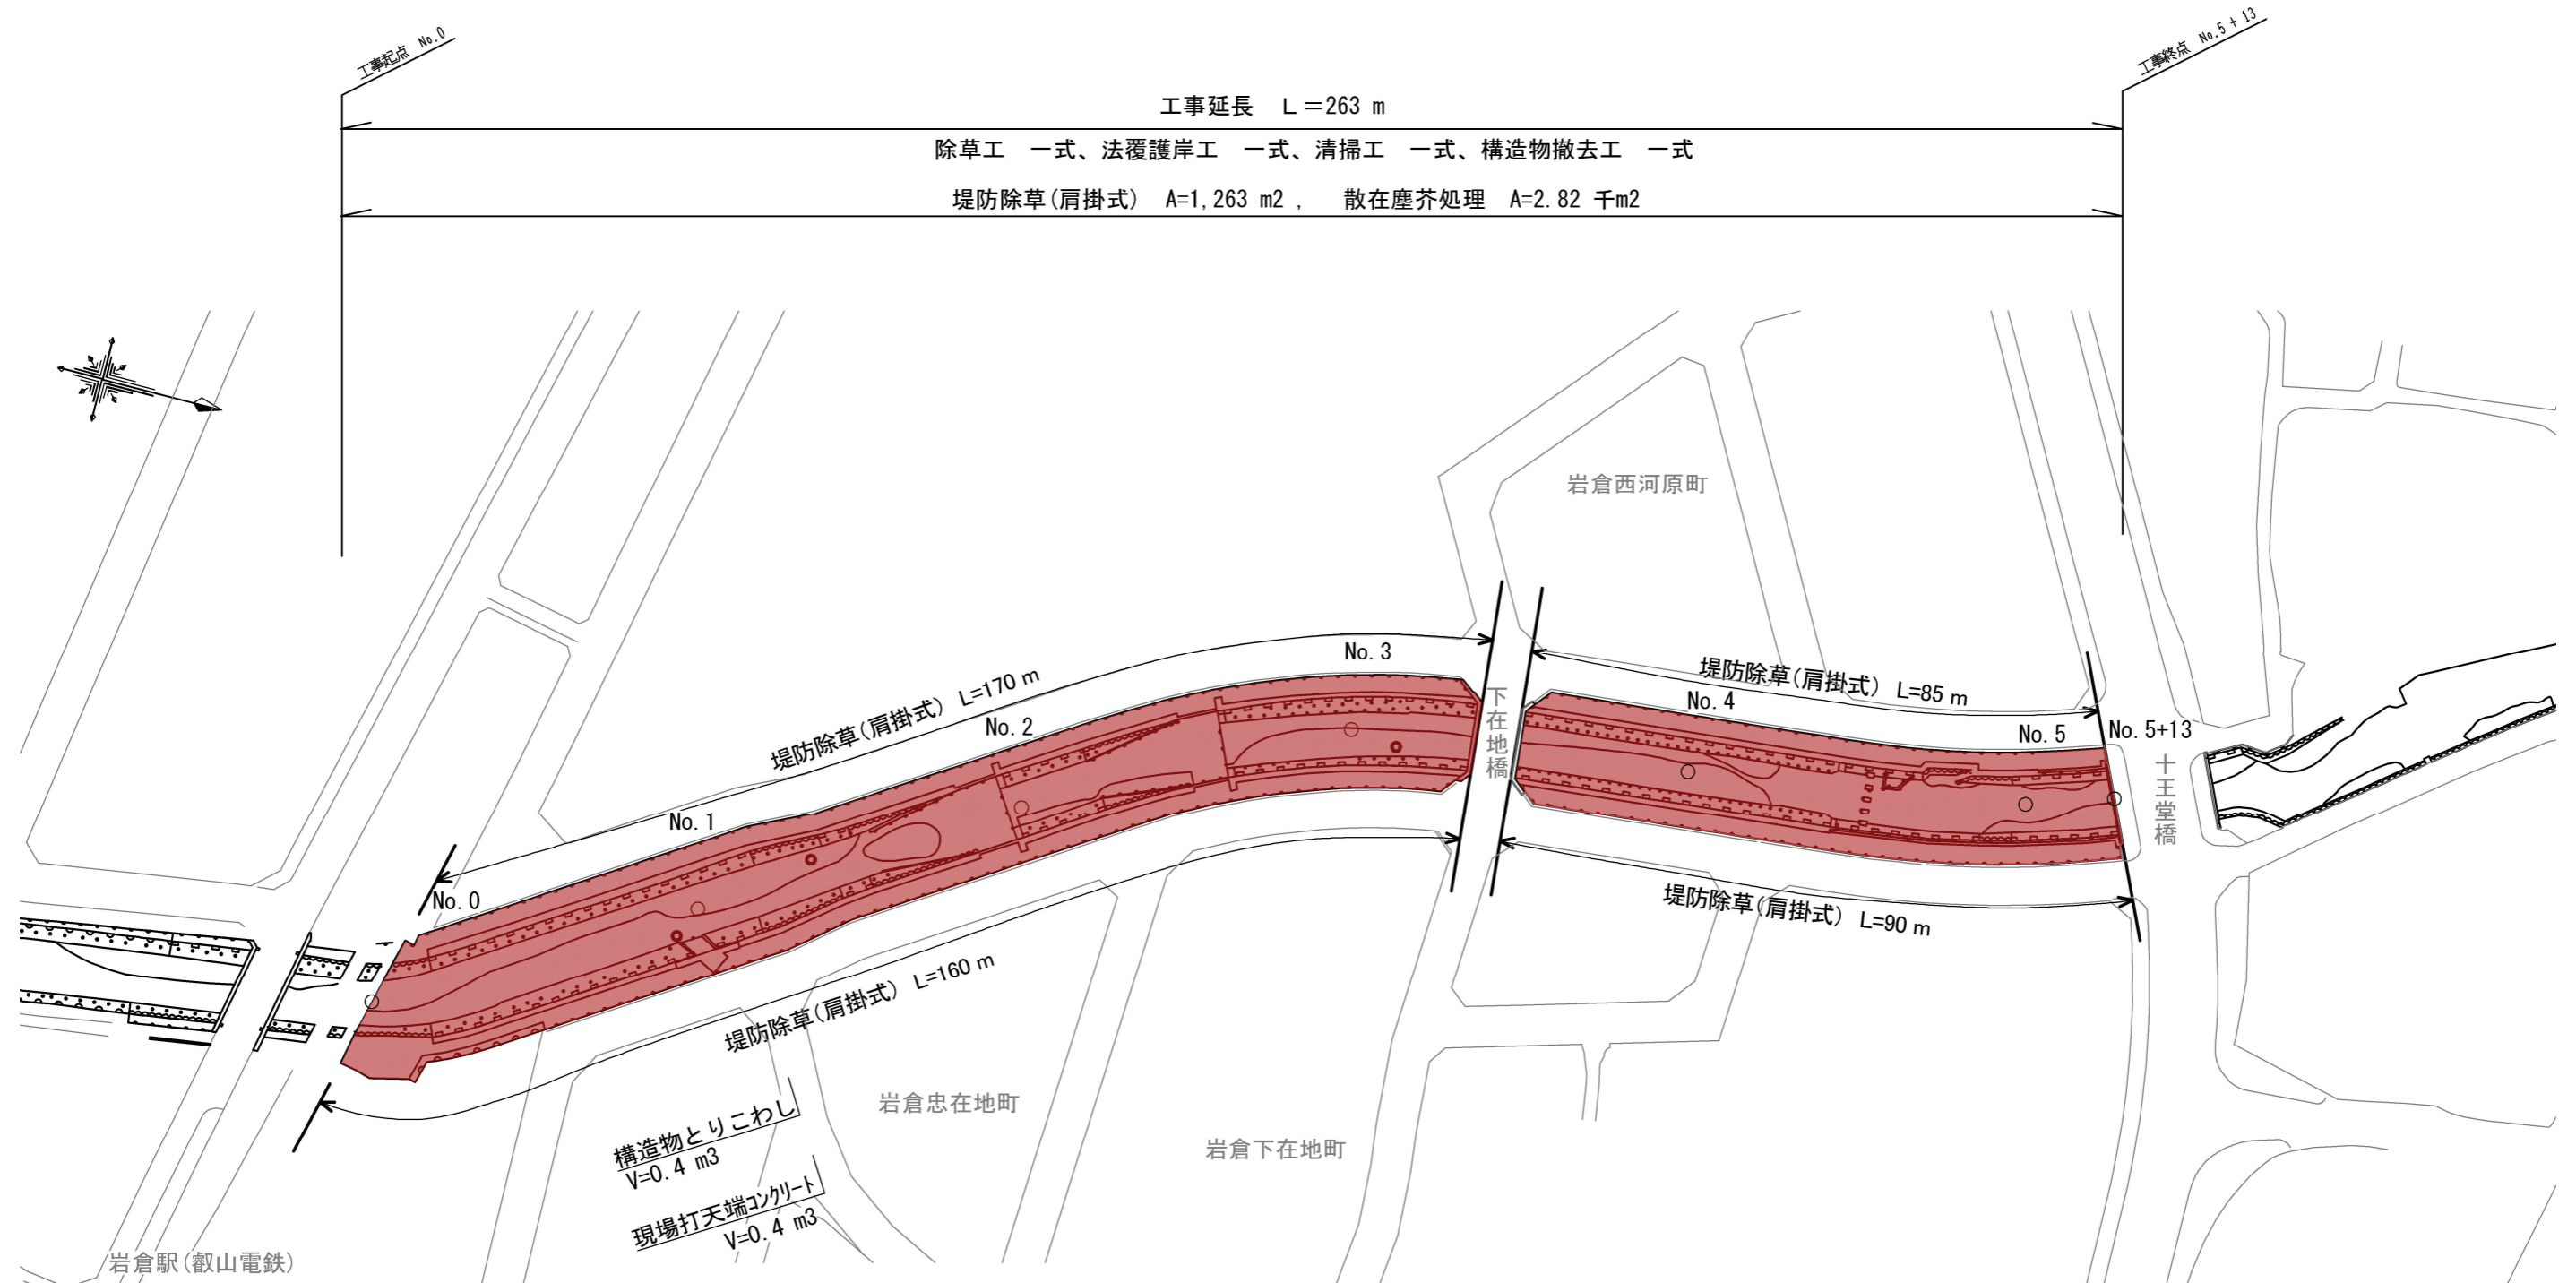 工事起点 No.0
工事終点 No.5 + 13
工事延長 L=263 m
除草工 一式、法覆護岸工 一式、清掃工 一式、構造物撤去工 一式
堤防除草(肩掛式) A=1,263 m2 , 散在塵芥処理 A=2.82 千m2
岩倉西河原町
No.3
堤防除草(肩掛式) L=170 m
No.2
堤防除草(肩掛式) L=85 m
No.4
下在地橋
No.5
No.5+13
十王堂橋
No.1
No.0
堤防除草(肩掛式) L=90 m
堤防除草(肩掛式) L=160 m
岩倉忠在地町
岩倉下在地町
構造物とりこわし
V=0.4 m3
現場打天端コンクリート
V=0.4 m3
岩倉駅(叡山電鉄)